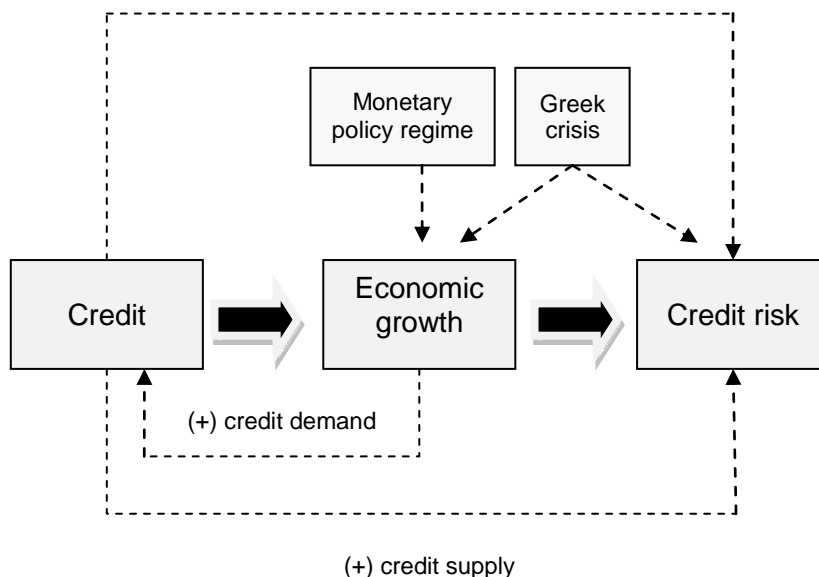 Monetary
policy regime
Greek
crisis
Credit
Economic
growth
Credit risk
(+) credit demand
(+) credit supply